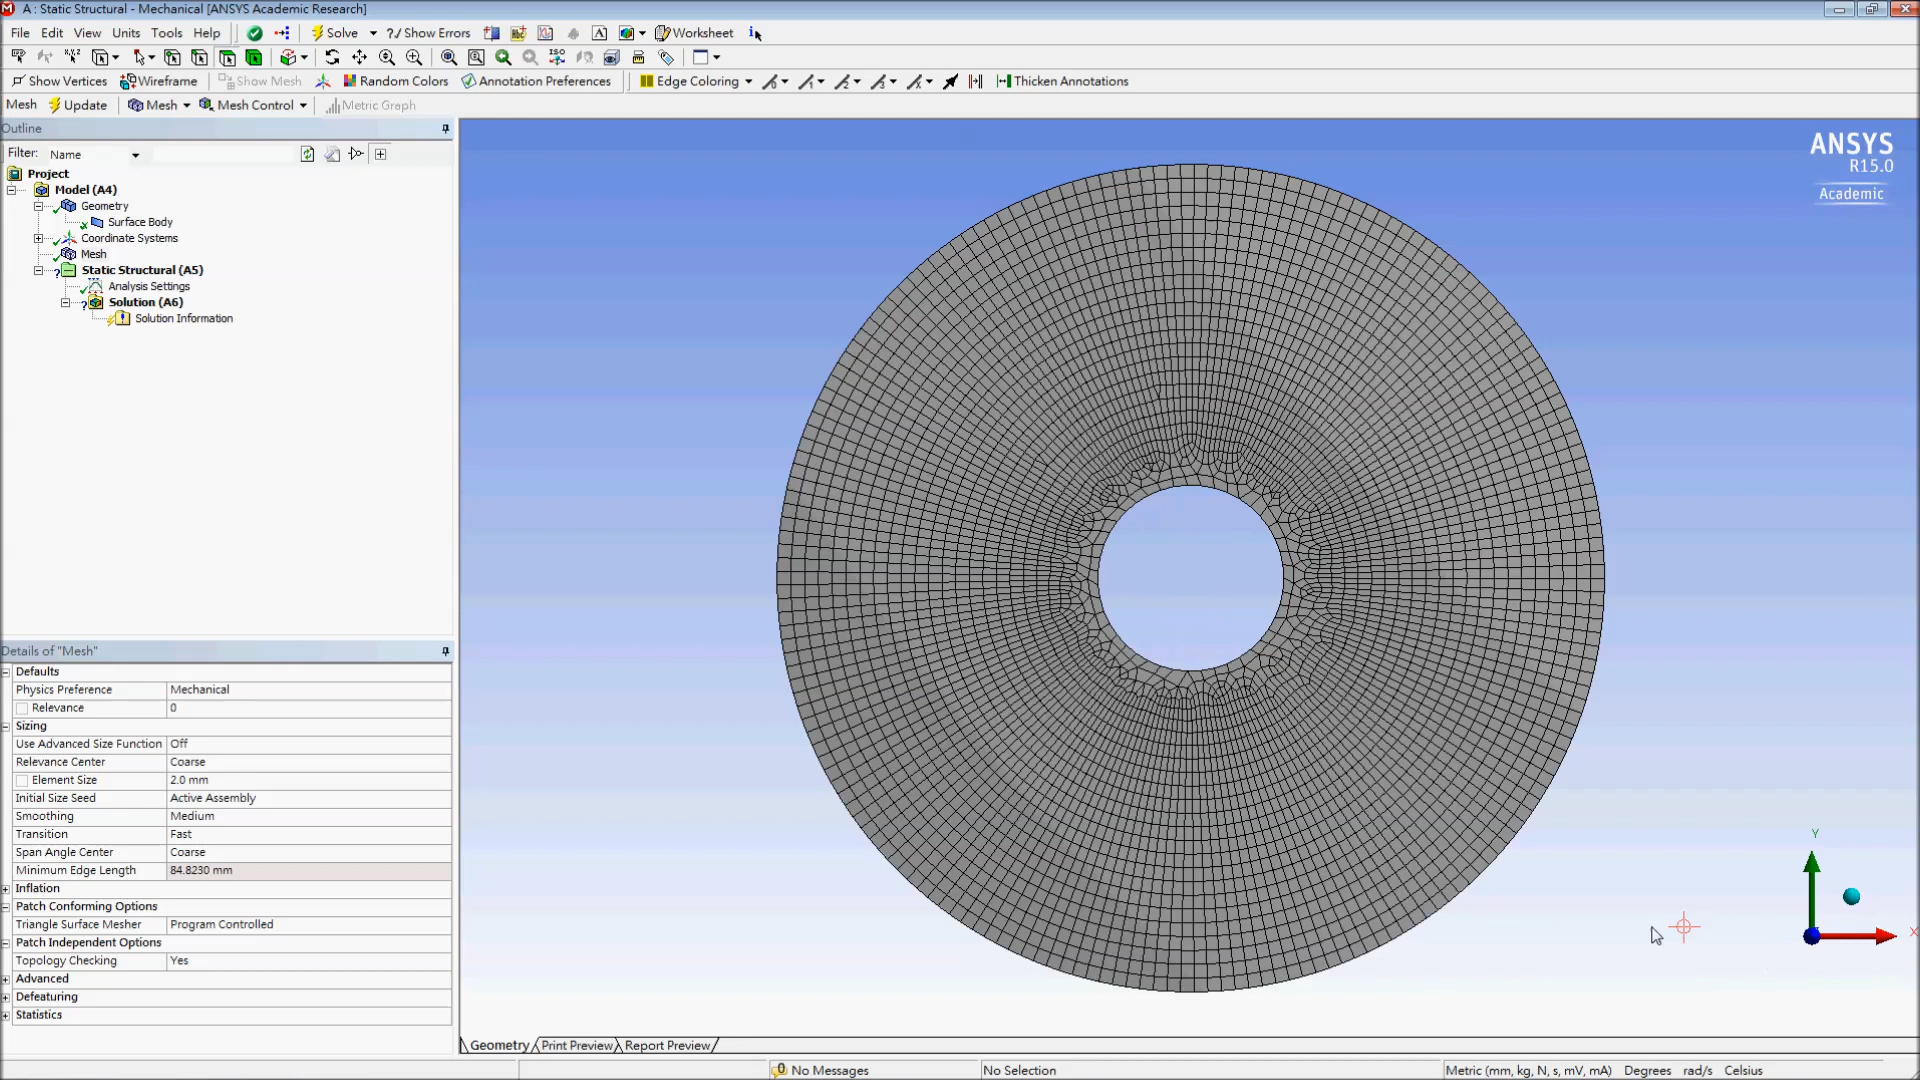 A : Static Structural - Mechanical [ANSYS Academic Research]
File Edit View Units Tools Help Solve ?/ Show Errors A Worksheet
ISO
Show Vertices Wireframe Show Mesh Random Colors Annotation Preferences Edge Coloring Thicken Annotations
Mesh Update Mesh Mesh Control Metric Graph
Outline
Filter: Name
Project
Model (A4)
Geometry
Surface Body
Coordinate Systems
Mesh
Static Structural (A5)
Analysis Settings
Solution (A6)
Solution Information
ANSYS
R15.0
Academic
Details of "Mesh"
Defaults
Physics Preference Mechanical
Relevance 0
Sizing
Use Advanced Size Function Off
Relevance Center Coarse
Element Size 2.0 mm
Initial Size Seed Active Assembly
Smoothing Medium
Transition Fast
Span Angle Center Coarse
Minimum Edge Length 84.8230 mm
Inflation
Patch Conforming Options
Triangle Surface Mesher Program Controlled
Patch Independent Options
Topology Checking Yes
Advanced
Defeaturing
Statistics
Y
X
Geometry Print Preview Report Preview
0 No Messages No Selection Metric (mm, kg, N, s, mV, mA) Degrees rad/s Celsius